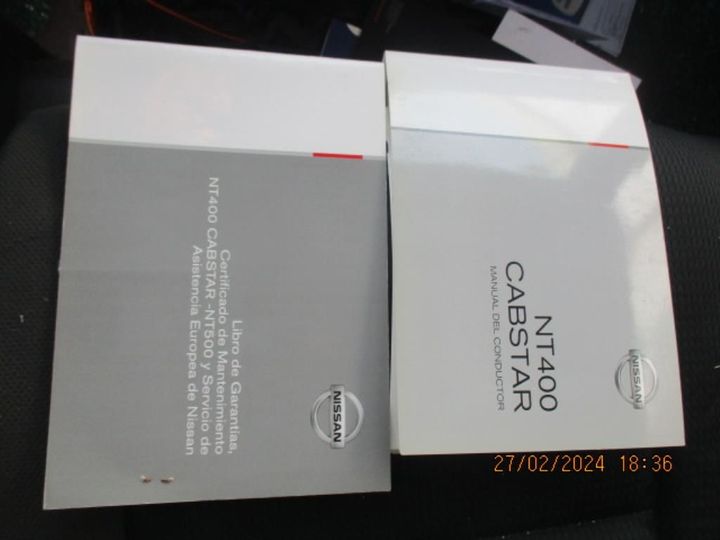 Libro de Garantías,
Certificado de Mantenimiento
NT400 CABSTAR -NT500 y Servicio de
Asistencia Europea de Nissan
NISSAN
NT400
CABSTAR
MANUAL DEL CONDUCTOR
NISSAN
27/02/2024 18:36